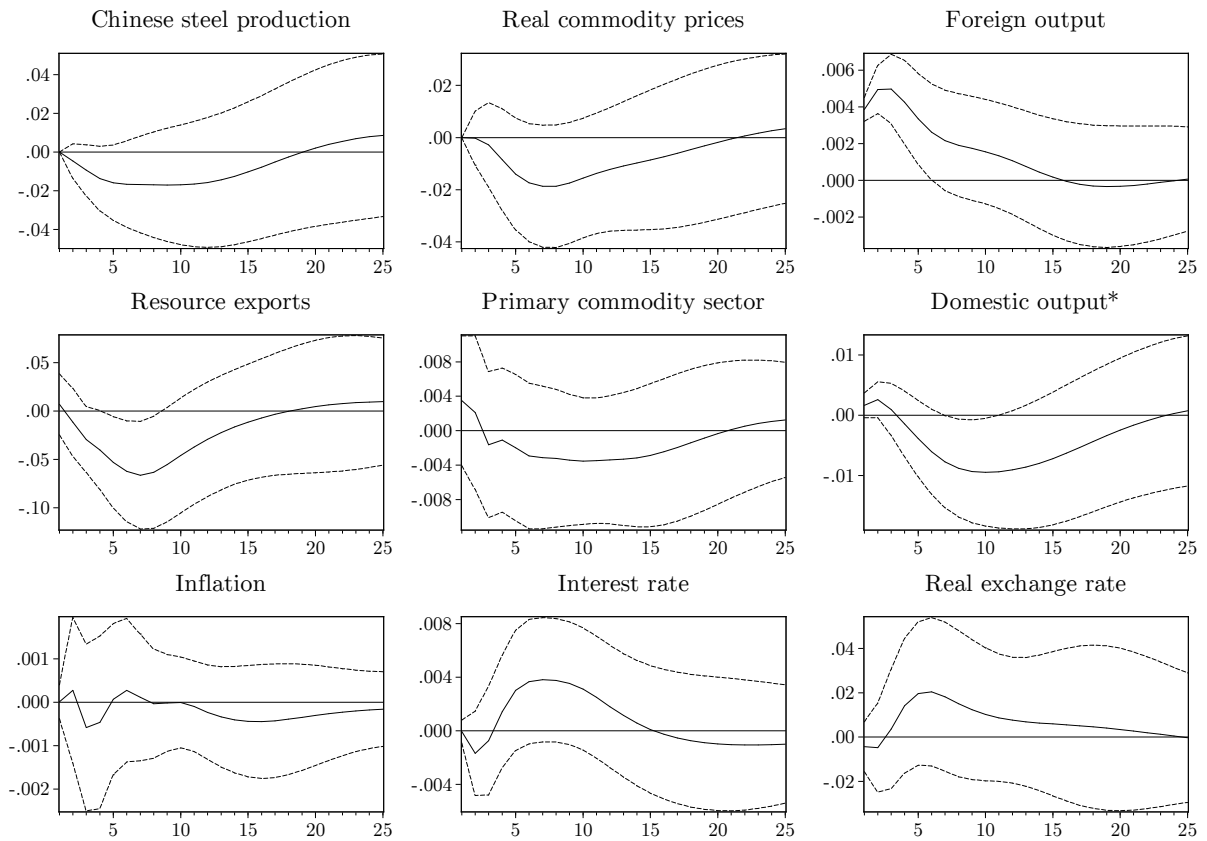 Chinese steel production
Real commodity prices
Foreign output
.04
.02
.00
-.02
-.04
5 10 15 20 25
.02
.00
-.02
-.04
5 10 15 20 25
.006
.004
.002
.000
-.002
5 10 15 20 25
Resource exports
Primary commodity sector
Domestic output*
.05
.00
-.05
-.10
5 10 15 20 25
.008
.004
.000
-.004
-.008
5 10 15 20 25
.01
.00
-.01
5 10 15 20 25
Inflation
Interest rate
Real exchange rate
.001
.000
-.001
-.002
5 10 15 20 25
.008
.004
.000
-.004
5 10 15 20 25
.04
.02
.00
-.02
5 10 15 20 25